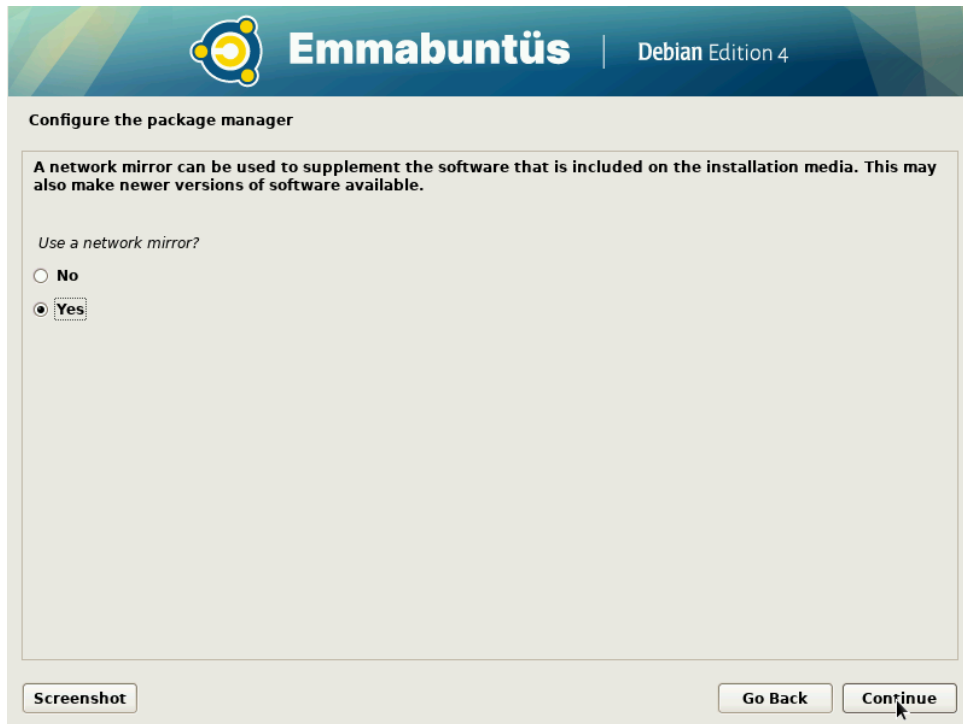 Emmabuntüs | Debian Edition 4
Configure the package manager
A network mirror can be used to supplement the software that is included on the installation media. This may
also make newer versions of software available.
Use a network mirror?
No
Yes
Screenshot
Go Back
Continue